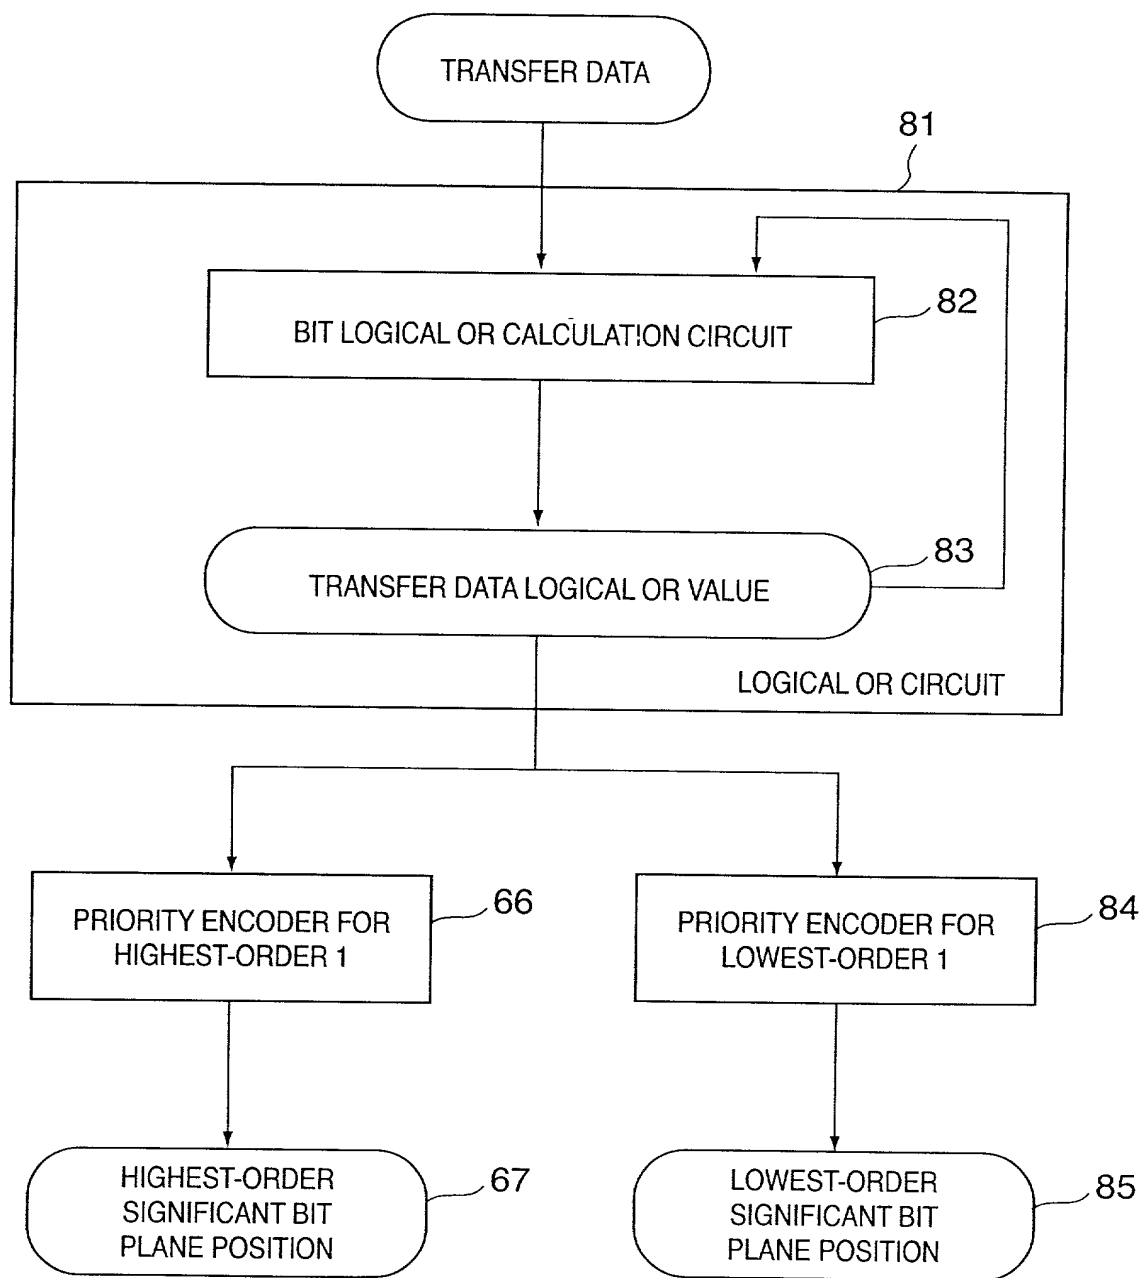 TRANSFER DATA
81
82
BIT LOGICAL OR CALCULATION CIRCUIT
83
TRANSFER DATA LOGICAL OR VALUE
LOGICAL OR CIRCUIT
66
PRIORITY ENCODER FOR
HIGHEST-ORDER 1
84
PRIORITY ENCODER FOR
LOWEST-ORDER 1
67
HIGHEST-ORDER
SIGNIFICANT BIT
PLANE POSITION
85
LOWEST-ORDER
SIGNIFICANT BIT
PLANE POSITION